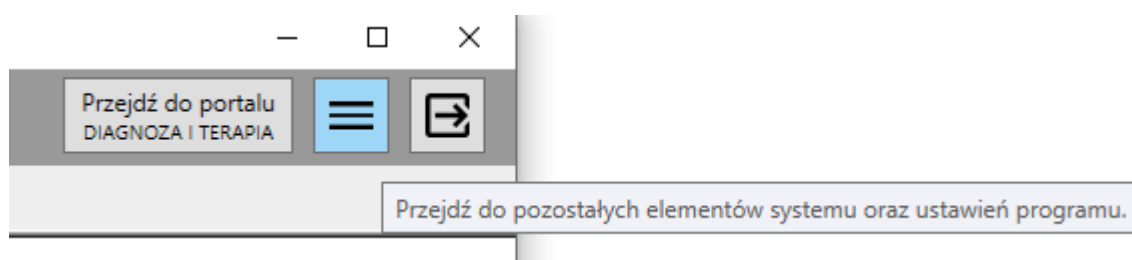 Przejdź do portalu
DIAGNOZA I TERAPIA
Przejdź do pozostałych elementów systemu oraz ustawień programu.